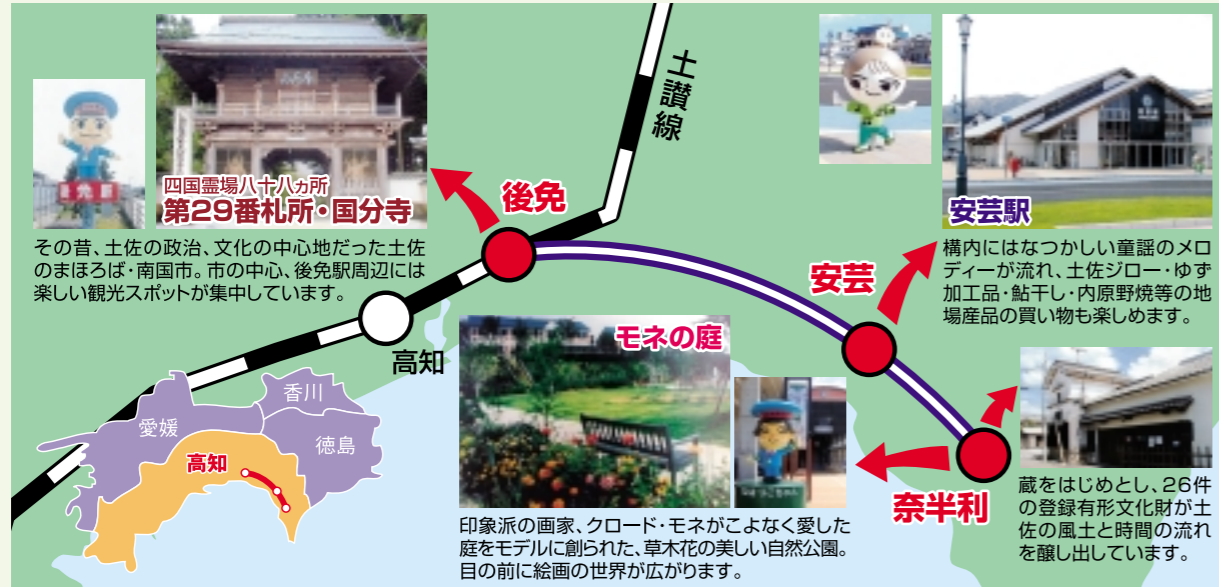 四国霊場八十八ヵ所
第29番札所・国分寺
その昔、土佐の政治、文化の中心地だった土佐
のまほろば・南国市。市の中心、後免駅周辺には
楽しい観光スポットが集中しています。
後免
土讃線
高知
安芸駅
構内にはなつかしい童謡のメロ
ディーが流れ、土佐ジロー・ゆず
加工品・鮎干し・内原野焼等の地
場産品の買い物も楽しめます。
安芸
モネの庭
印象派の画家、クロード・モネがこよなく愛した
庭をモデルに創られた、草木花の美しい自然公園。
目の前に絵画の世界が広がります。
奈半利
蔵をはじめとし、26件
の登録有形文化財が土
佐の風土と時間の流れ
を醸し出しています。
愛媛
香川
徳島
高知